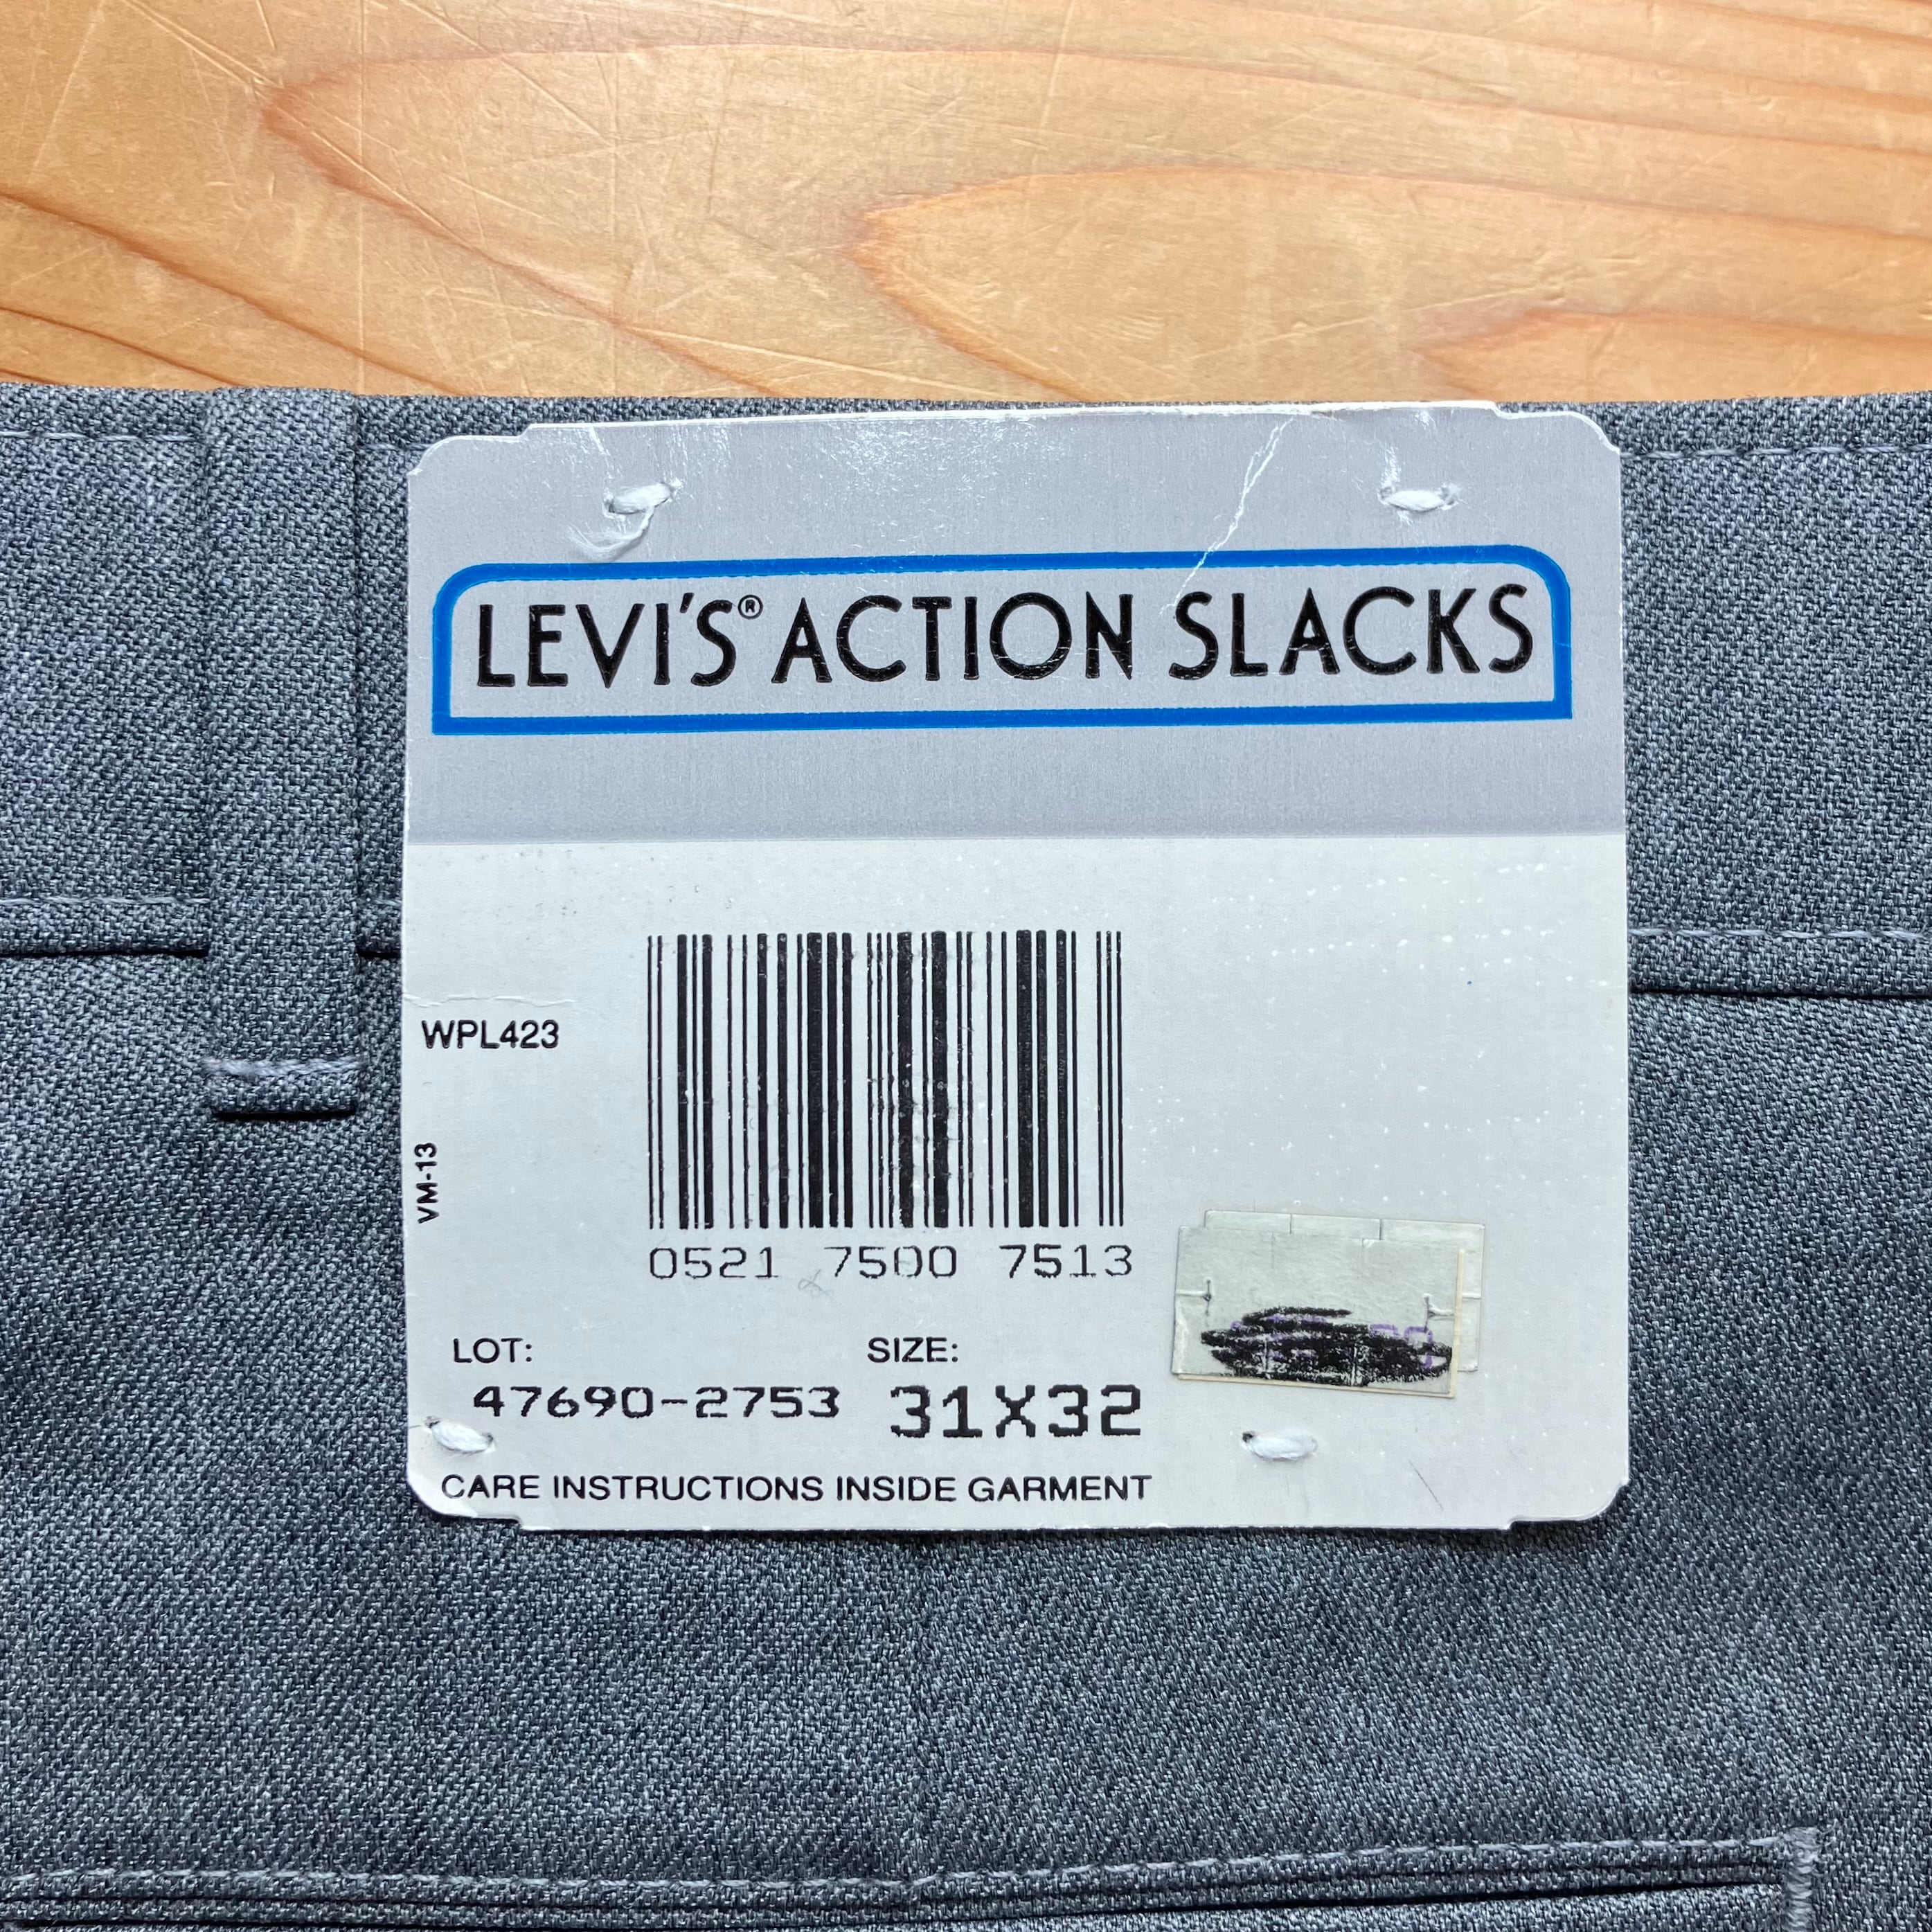 LEVI'S® ACTION SLACKS
WPL423
VM-13
0521 7500 7513
LOT: SIZE:
47690-2753 31X32
CARE INSTRUCTIONS INSIDE GARMENT